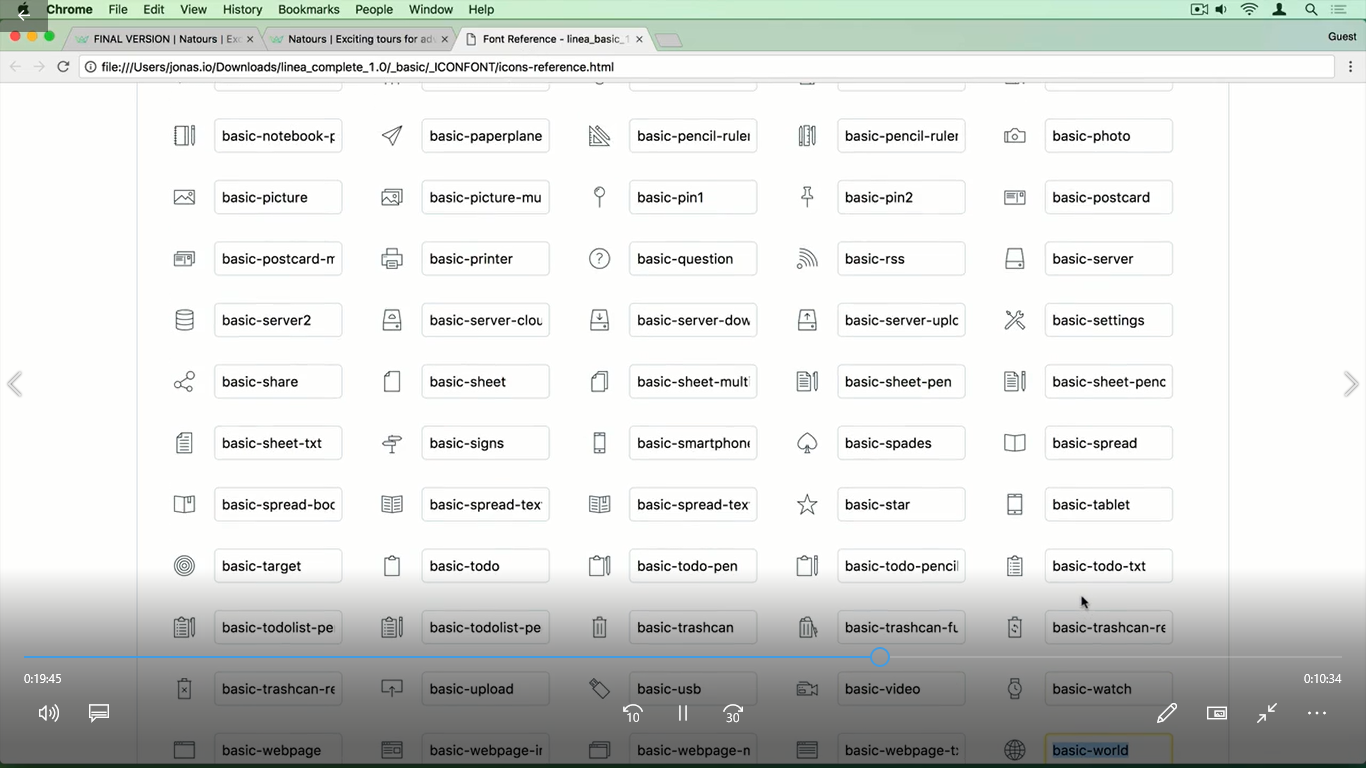 Chrome File Edit View History Bookmarks People Window Help
FINAL VERSION | Natours | Exc
Natours | Exciting tours for adv
Font Reference - linea_basic_1
Guest
file:///Users/jonas.io/Downloads/linea_complete_1.0/_basic/_ICONFONT/icons-reference.html
basic-notebook-p basic-paperplane basic-pencil-ruler basic-pencil-ruler basic-photo
basic-picture basic-picture-mu basic-pin1 basic-pin2 basic-postcard
basic-postcard-m basic-printer basic-question basic-rss basic-server
basic-server2 basic-server-clou basic-server-dow basic-server-uplo basic-settings
basic-share basic-sheet basic-sheet-multi basic-sheet-pen basic-sheet-penc
basic-sheet-txt basic-signs basic-smartphone basic-spades basic-spread
basic-spread-boo basic-spread-tex basic-spread-tex basic-star basic-tablet
basic-target basic-todo basic-todo-pen basic-todo-pencil basic-todo-txt
basic-todolist-pe basic-todolist-pe basic-trashcan basic-trashcan-fu basic-trashcan-re
0:19:45 0:10:34
basic-trashcan-re basic-upload basic-usb basic-video basic-watch
10 30
basic-webpage basic-webpage-in basic-webpage-m basic-webpage-t basic-world